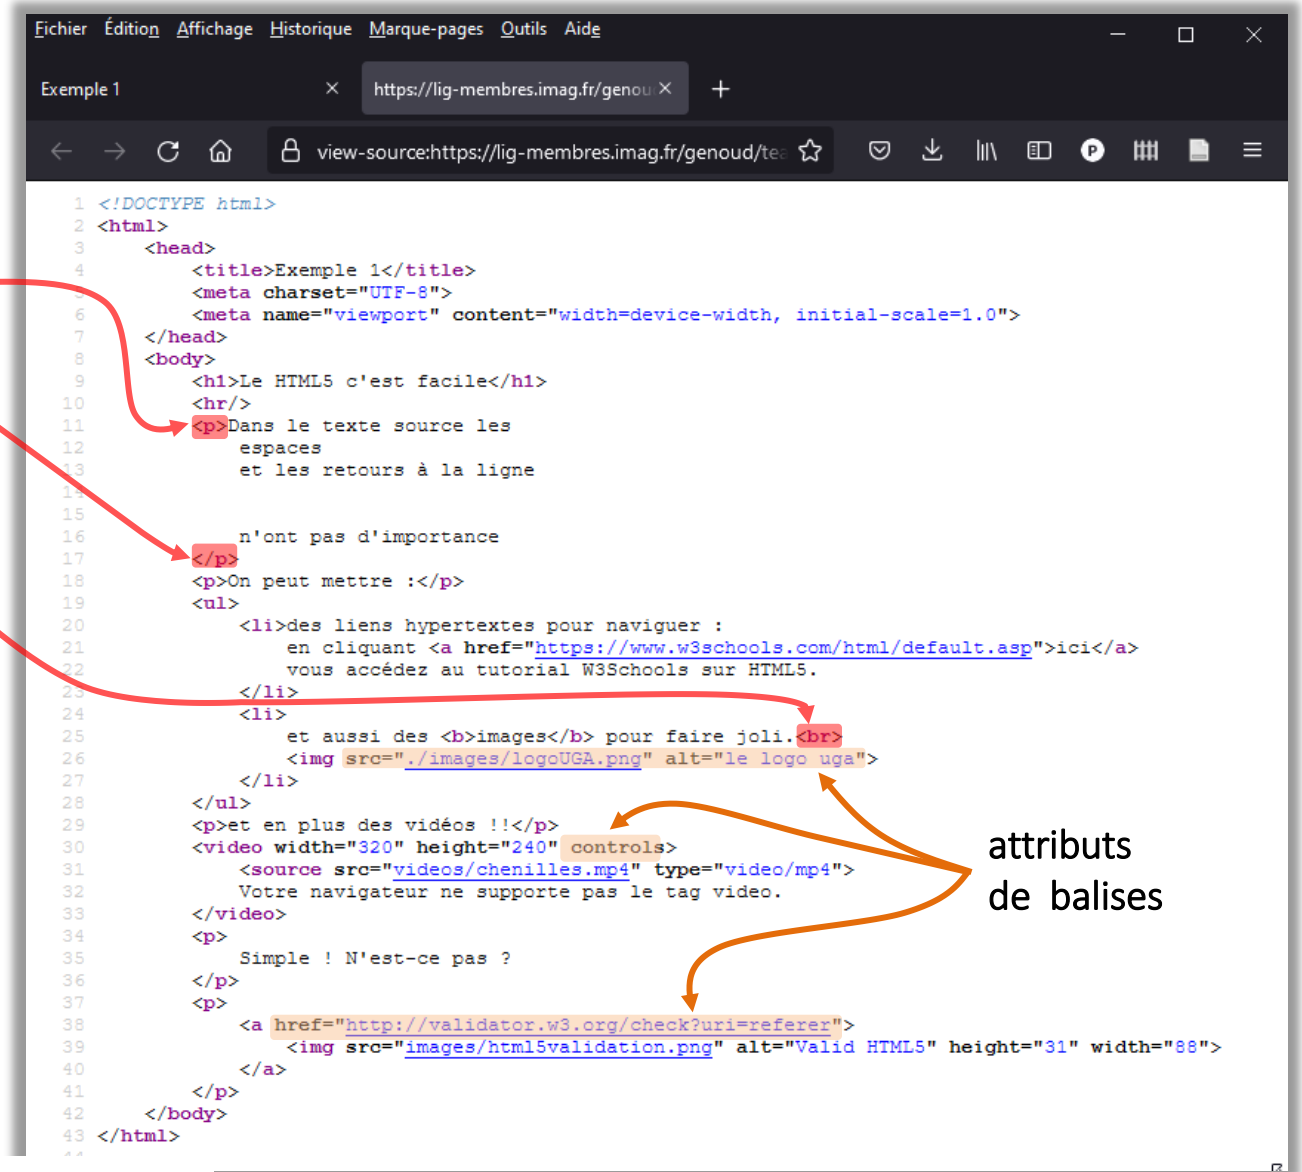 Fichier Édition Affichage Historique Marque-pages Outils Aide
Exemple 1 × https://lig-membres.imag.fr/genou × +
view-source:https://lig-membres.imag.fr/genoud/tea
1 <!DOCTYPE html>
2 <html>
3 <head>
4 <title>Exemple 1</title>
5 <meta charset="UTF-8">
6 <meta name="viewport" content="width=device-width, initial-scale=1.0">
7 </head>
8 <body>
9 <h1>Le HTML5 c'est facile</h1>
10 <hr/>
11 <p>Dans le texte source les
12 espaces
13 et les retours à la ligne
14
15
16 n'ont pas d'importance
17 </p>
18 <p>On peut mettre :</p>
19 <ul>
20 <li>des liens hypertextes pour naviguer :
21 en cliquant <a href="https://www.w3schools.com/html/default.asp">ici</a>
22 vous accédez au tutorial W3Schools sur HTML5.
23 </li>
24 <li>
25 et aussi des <b>images</b> pour faire joli.<br>
26 <img src="./images/logoUGA.png" alt="le logo uga">
27 </li>
28 </ul>
29 <p>et en plus des vidéos !!</p>
30 <video width="320" height="240" controls>
31 <source src="videos/chenilles.mp4" type="video/mp4">
32 Votre navigateur ne supporte pas le tag video.
33 </video>
34 <p>
35 Simple ! N'est-ce pas ?
36 </p>
37 <p>
38 <a href="http://validator.w3.org/check?uri=referer">
39 <img src="images/html5validation.png" alt="Valid HTML5" height="31" width="88">
40 </a>
41 </p>
42 </body>
43 </html>
attributs
de balises